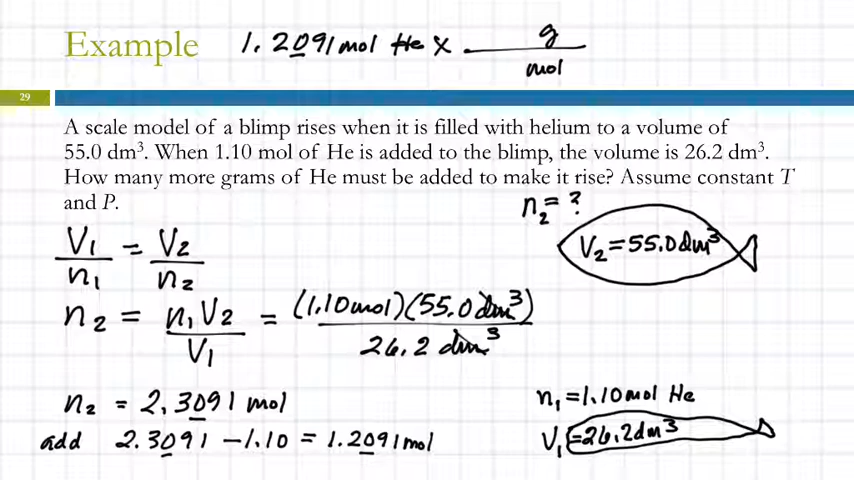 Example 1.2091 mol He × g/mol
29
A scale model of a blimp rises when it is filled with helium to a volume of
55.0 dm³. When 1.10 mol of He is added to the blimp, the volume is 26.2 dm³.
How many more grams of He must be added to make it rise? Assume constant T
and P.
n₂ = ?
V₂ = 55.0 dm³
V₁/n₁ = V₂/n₂
n₂ = n₁V₂/V₁ = (1.10 mol)(55.0 dm³)/26.2 dm³
n₂ = 2.3091 mol
add 2.3091 − 1.10 = 1.2091 mol
n₁ = 1.10 mol He
V₁ = 26.2 dm³